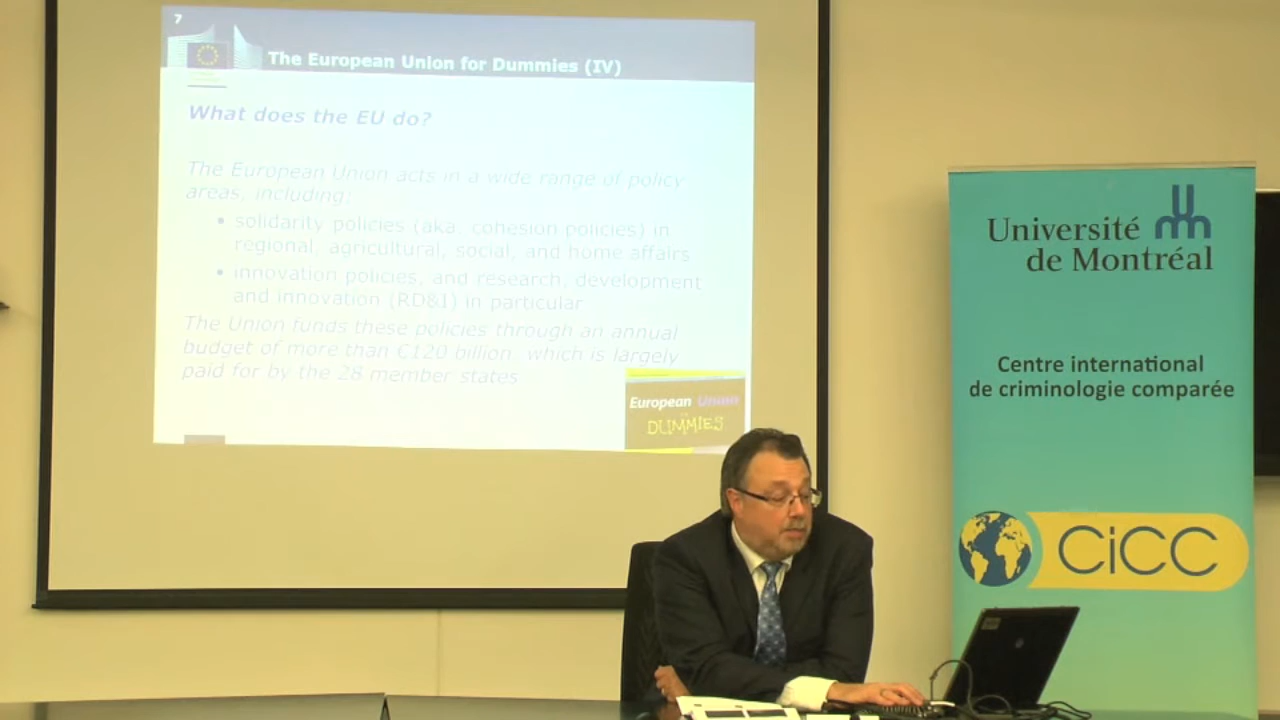 7
The European Union for Dummies (IV)
What does the EU do?
The European Union acts in a wide range of policy
areas, including:
• solidarity policies (aka. cohesion policies) in
regional, agricultural, social, and home affairs
• innovation policies, and research, development
and innovation (RD&I) in particular
The Union funds these policies through an annual
budget of more than €120 billion, which is largely
paid for by the 28 member states
European Union
DUMMIES
Université
de Montréal
Centre international
de criminologie comparée
CiCC